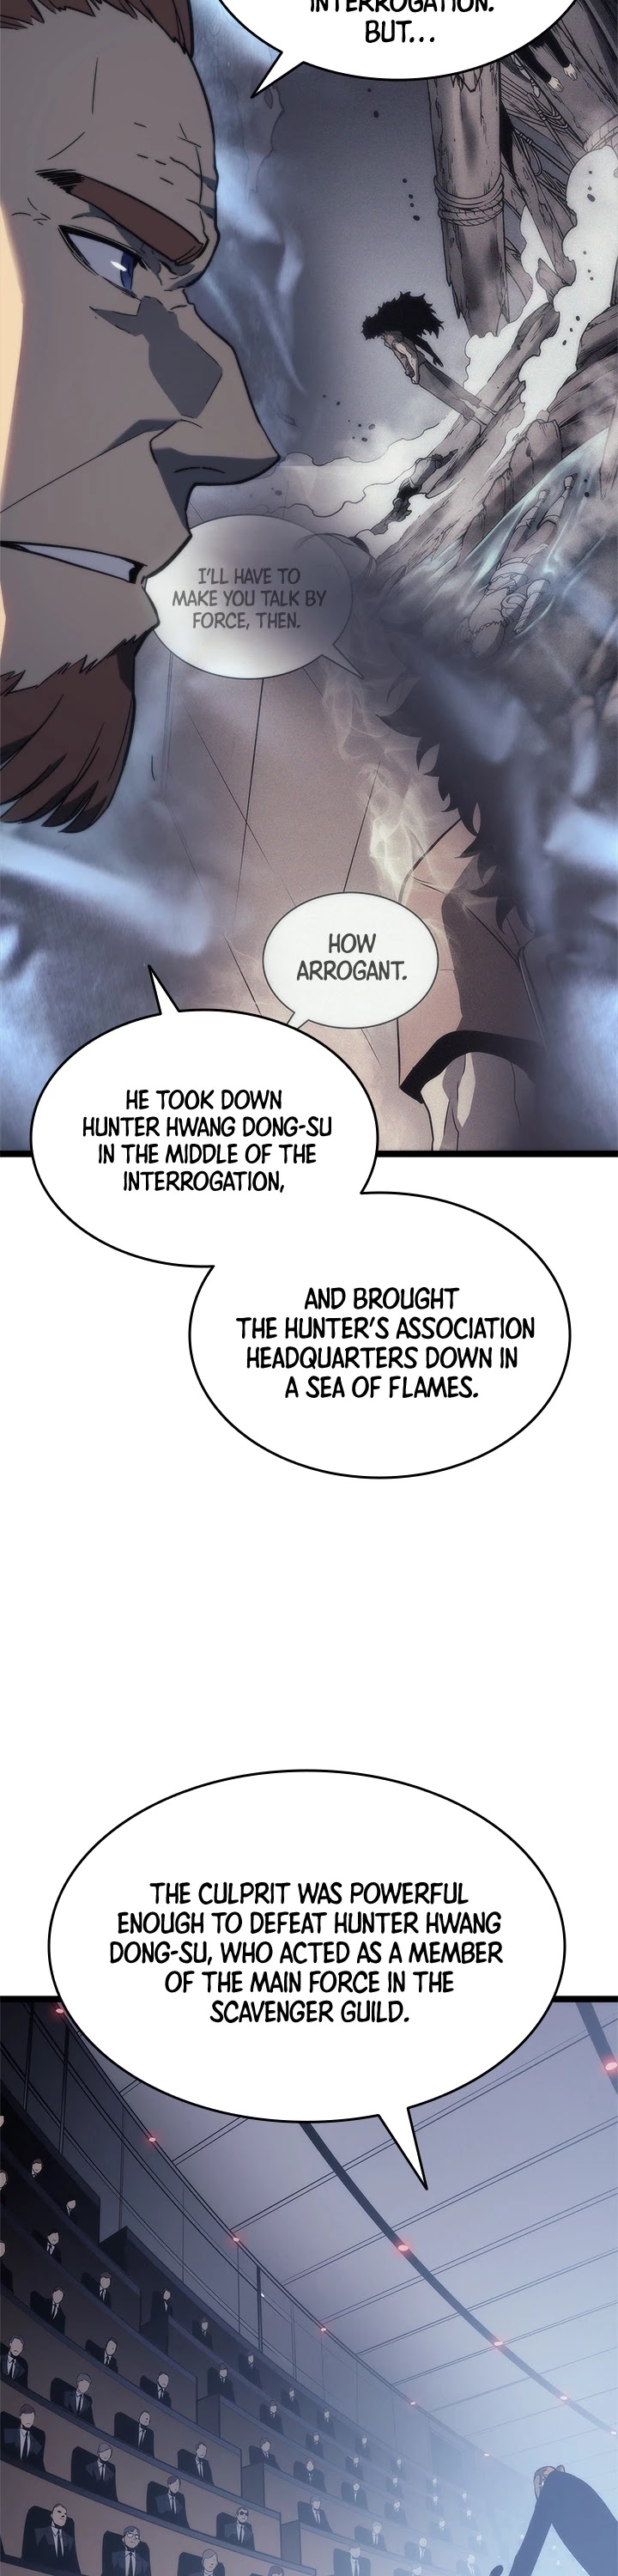 INTERROGATION.
BUT...
I'LL HAVE TO
MAKE YOU TALK BY
FORCE, THEN.
HOW
ARROGANT.
HE TOOK DOWN
HUNTER HWANG DONG-SU
IN THE MIDDLE OF THE
INTERROGATION,
AND BROUGHT
THE HUNTER'S ASSOCIATION
HEADQUARTERS DOWN IN
A SEA OF FLAMES.
THE CULPRIT WAS POWERFUL
ENOUGH TO DEFEAT HUNTER HWANG
DONG-SU, WHO ACTED AS A MEMBER
OF THE MAIN FORCE IN THE
SCAVENGER GUILD.